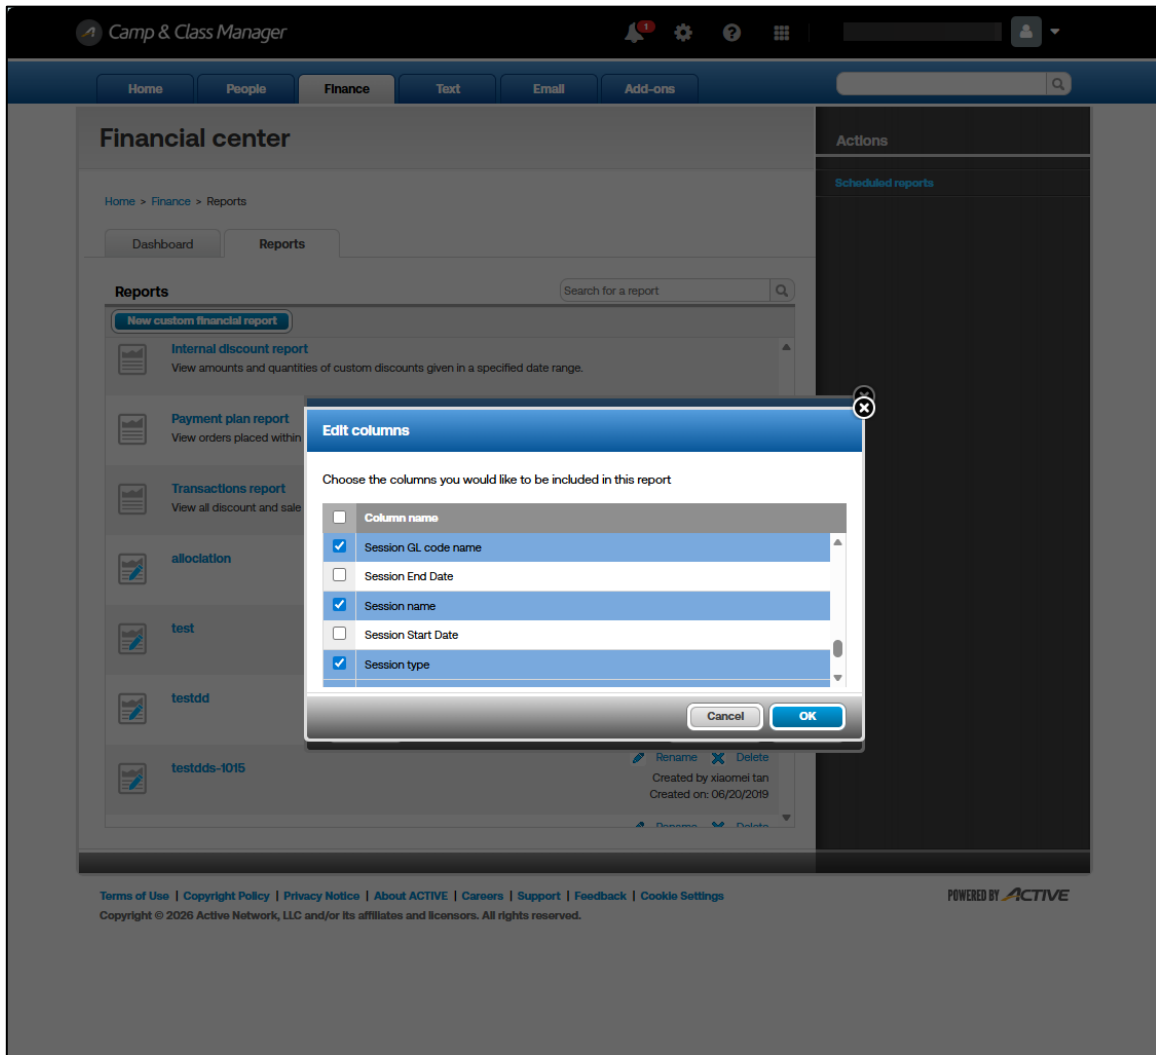 Camp & Class Manager
1
Home
People
Finance
Text
Email
Add-ons
Financial center
Actions
Scheduled reports
Home > Finance > Reports
Dashboard
Reports
Reports
Search for a report
New custom financial report
Internal discount report
View amounts and quantities of custom discounts given in a specified date range.
Payment plan report
View orders placed within
Transactions report
View all discount and sale
allociation
test
testdd
testdds-1015
Edit columns
Choose the columns you would like to be included in this report
Column name
Session GL code name
Session End Date
Session name
Session Start Date
Session type
Cancel
OK
Rename
Delete
Created by xiaomei tan
Created on: 06/20/2019
Rename
Delete
Terms of Use | Copyright Policy | Privacy Notice | About ACTIVE | Careers | Support | Feedback | Cookie Settings
POWERED BY ACTIVE
Copyright © 2026 Active Network, LLC and/or its affiliates and licensors. All rights reserved.